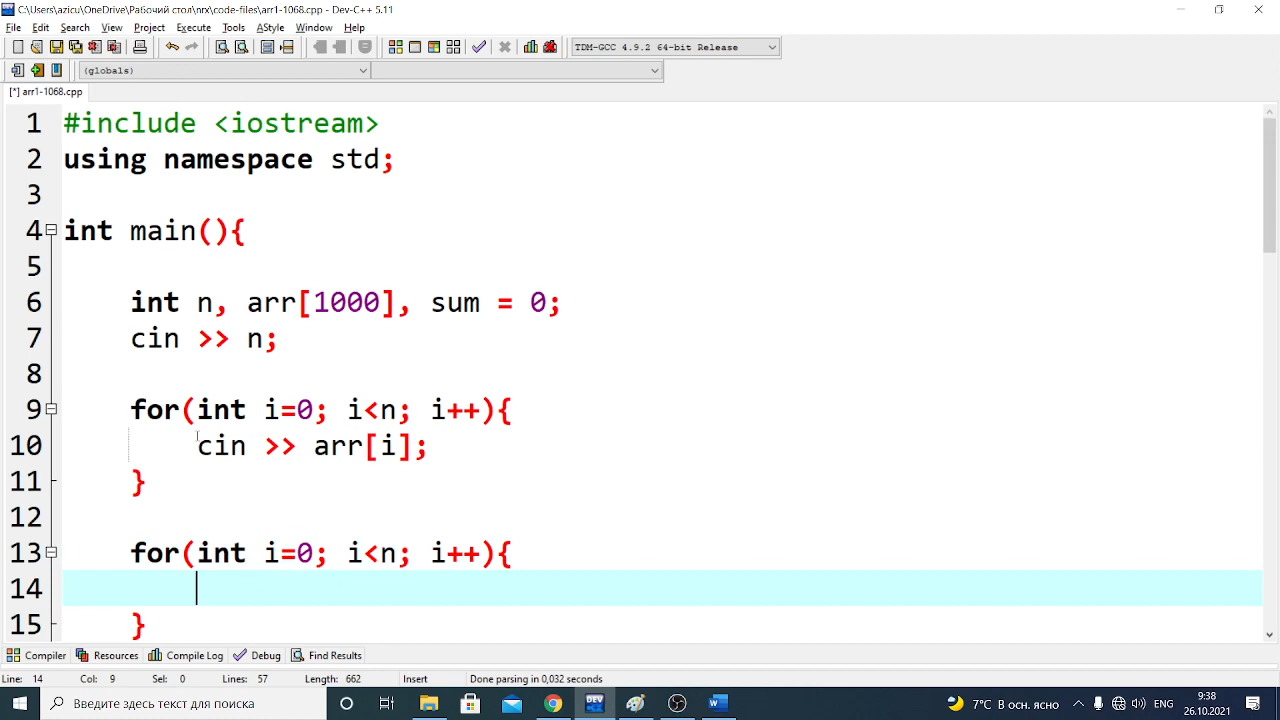 C:\Users\azicu\OneDrive\Рабочий стол\nrx\code-files\arr1-1068.cpp - Dev-C++ 5.11
File Edit Search View Project Execute Tools AStyle Window Help
TDM-GCC 4.9.2 64-bit Release
(globals)
[*] arr1-1068.cpp
1 #include <iostream>
2 using namespace std;
3
4 int main(){
5
6 int n, arr[1000], sum = 0;
7 cin >> n;
8
9 for(int i=0; i<n; i++){
10 cin >> arr[i];
11 }
12
13 for(int i=0; i<n; i++){
14
15 }
Compiler Resources Compile Log Debug Find Results
Line: 14 Col: 9 Sel: 0 Lines: 57 Length: 662 Insert Done parsing in 0,032 seconds
Введите здесь текст для поиска DEV W 7°C В осн. ясно ENG 9:38
26.10.2021